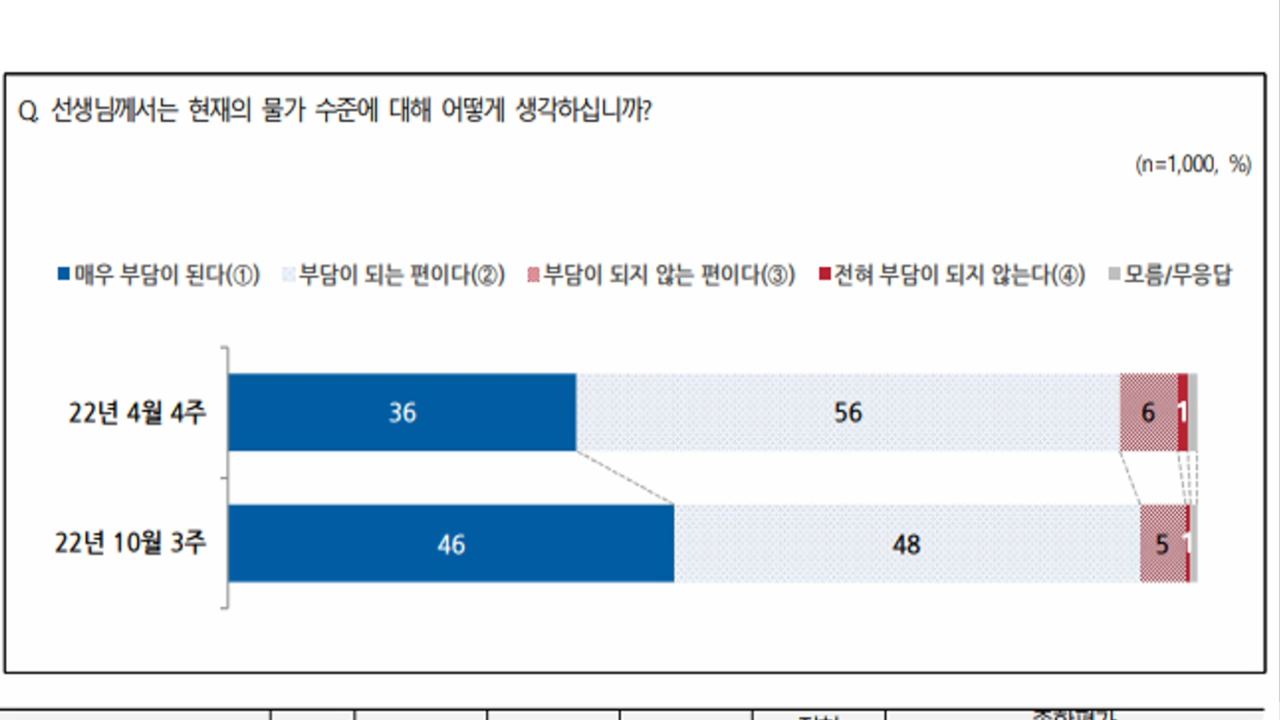 Q. 선생님께서는 현재의 물가 수준에 대해 어떻게 생각하십니까?
(n=1,000, %)
매우 부담이 된다(①) 부담이 되는 편이다(②) 부담이 되지 않는 편이다(③) 전혀 부담이 되지 않는다(④) 모름/무응답
22년 4월 4주 36 56 6 1
22년 10월 3주 46 48 5 1